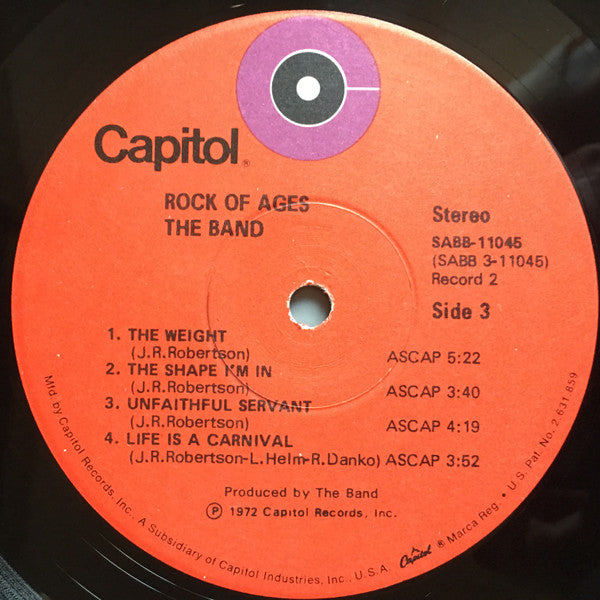 Capitol®
ROCK OF AGES
THE BAND
Stereo
SABB-11045
(SABB 3-11045)
Record 2
Side 3
1. THE WEIGHT
(J.R.Robertson) ASCAP 5:22
2. THE SHAPE I'M IN
(J.R.Robertson) ASCAP 3:40
3. UNFAITHFUL SERVANT
(J.R.Robertson) ASCAP 4:19
4. LIFE IS A CARNIVAL
(J.R.Robertson-L.Helm-R.Danko) ASCAP 3:52
Produced by The Band
℗ 1972 Capitol Records, Inc.
Mfd. by Capitol Records, Inc., A Subsidiary of Capitol Industries, Inc., U.S.A. Capitol ® Marca Reg. • U.S. Pat. No. 2,631,859